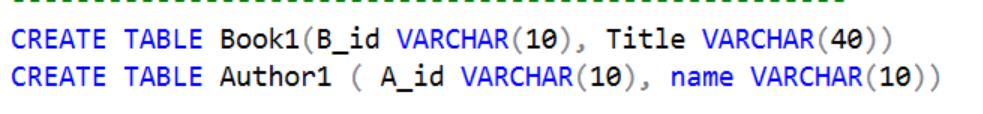 CREATE TABLE Book1(B_id VARCHAR(10), Title VARCHAR(40))
CREATE TABLE Author1 ( A_id VARCHAR(10), name VARCHAR(10))